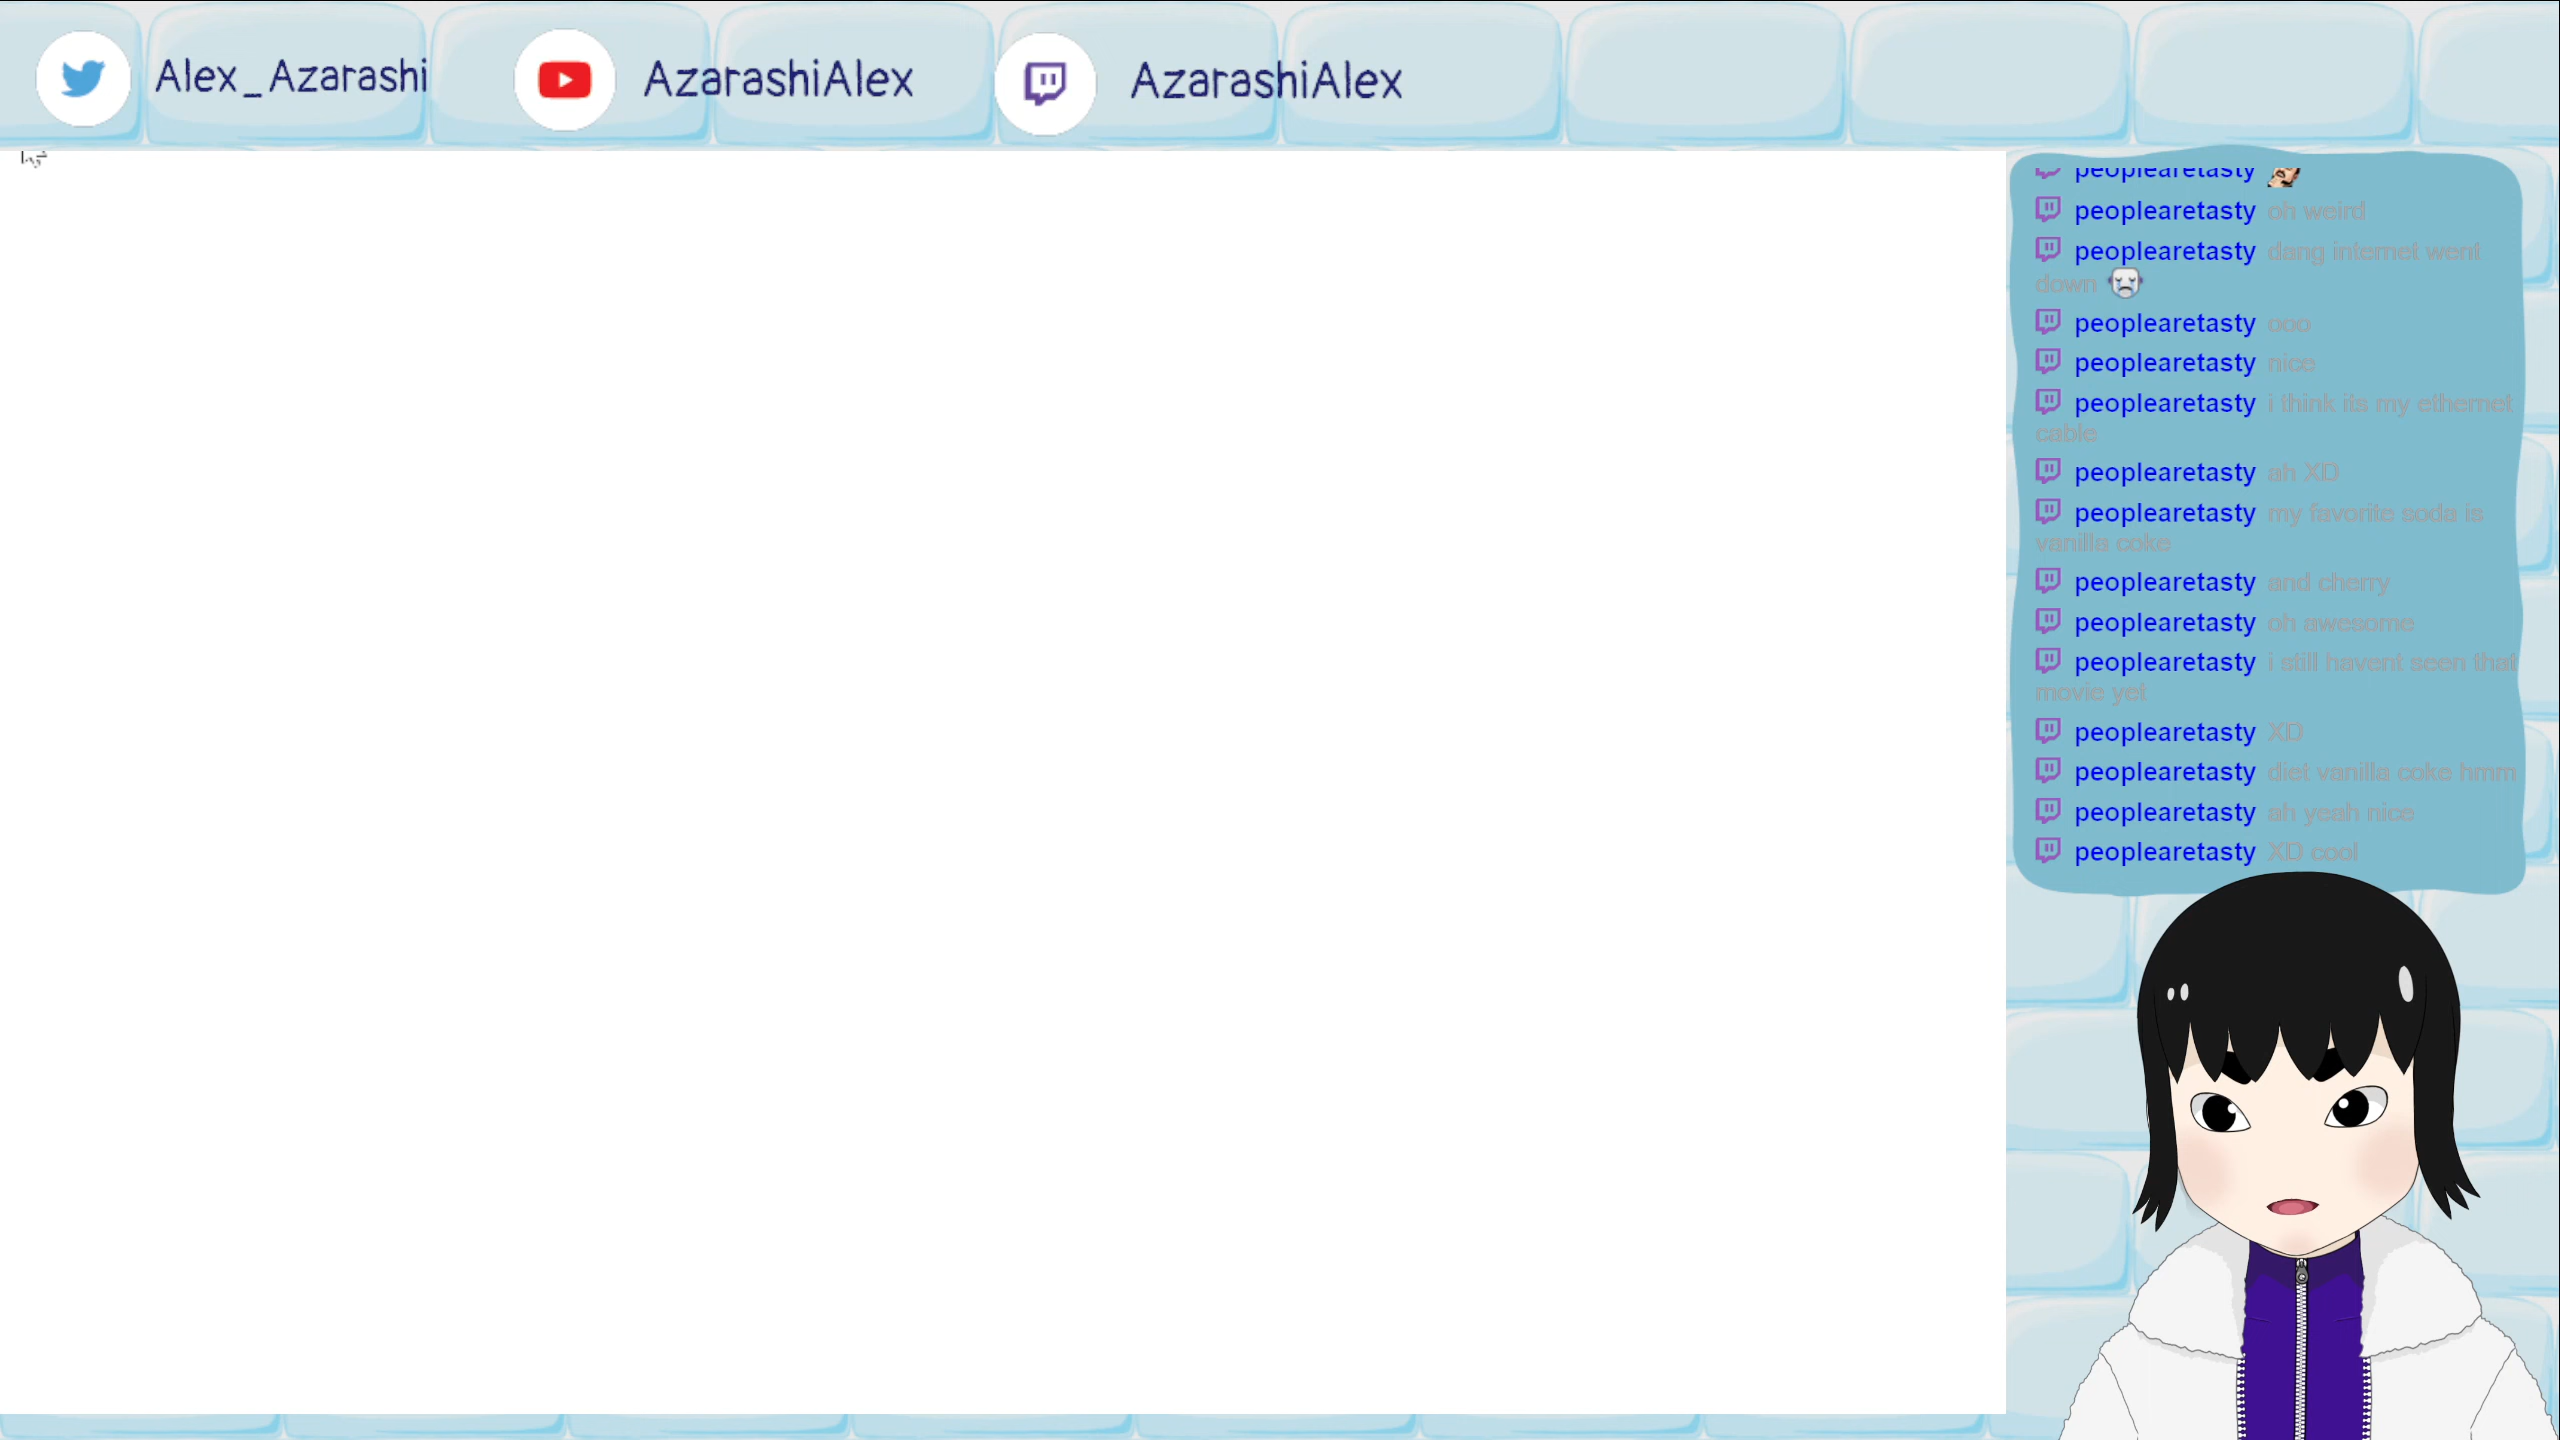 Alex_Azarashi
AzarashiAlex
AzarashiAlex
peoplearetasty
peoplearetasty oh weird
peoplearetasty dang internet went
down
peoplearetasty ooo
peoplearetasty nice
peoplearetasty i think its my ethernet
cable
peoplearetasty ah XD
peoplearetasty my favorite soda is
vanilla coke
peoplearetasty and cherry
peoplearetasty oh awesome
peoplearetasty i still havent seen that
movie yet
peoplearetasty XD
peoplearetasty diet vanilla coke hmm
peoplearetasty ah yeah nice
peoplearetasty XD cool